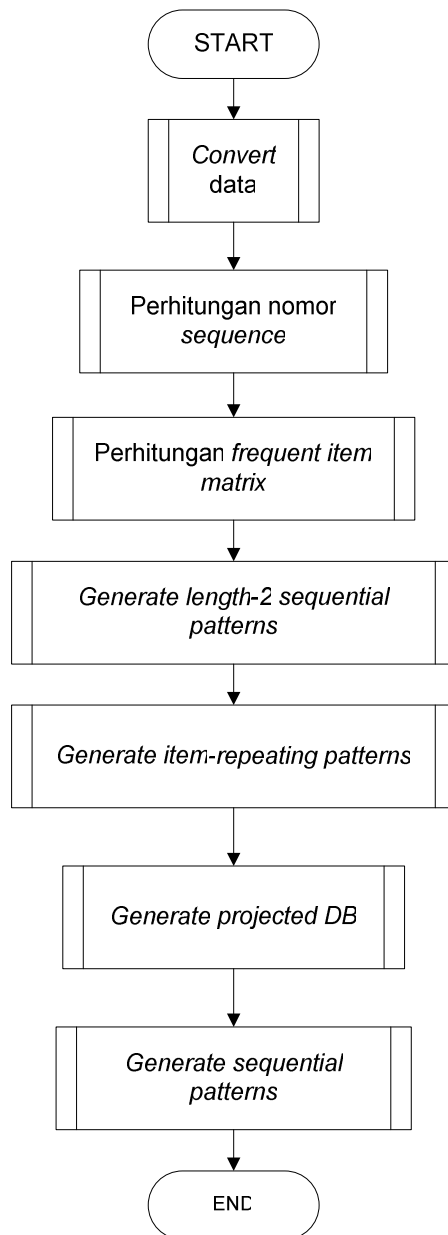 START
Convert
data
Perhitungan nomor
sequence
Perhitungan frequent item
matrix
Generate length-2 sequential
patterns
Generate item-repeating patterns
Generate projected DB
Generate sequential
patterns
END